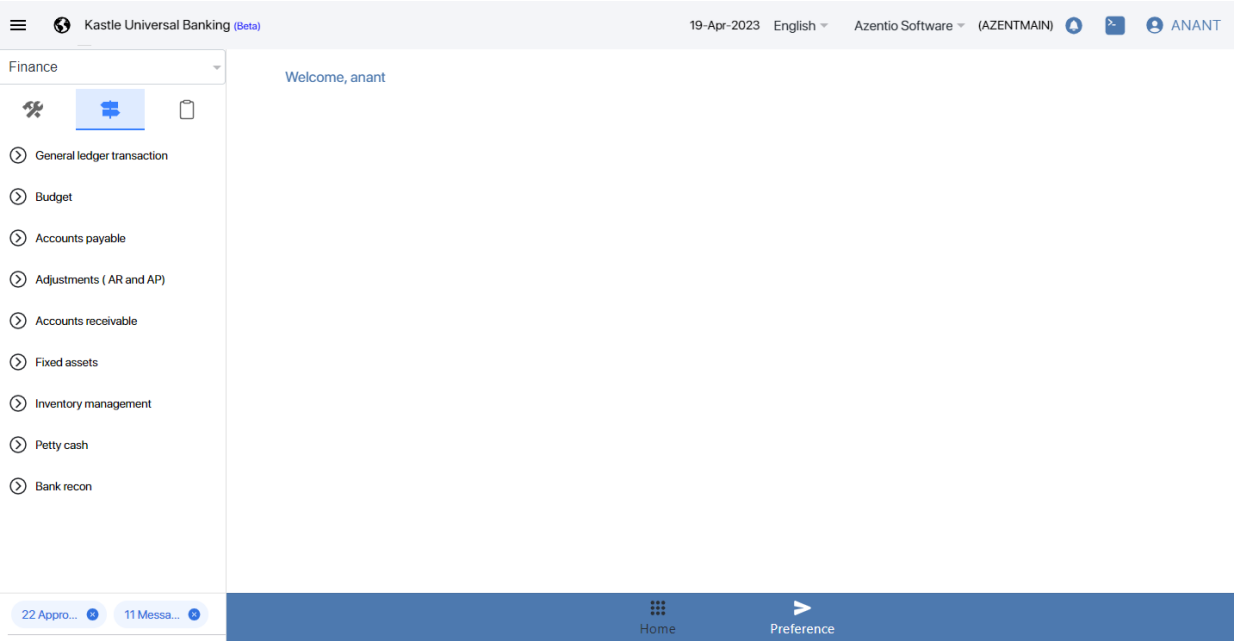 Kastle Universal Banking (Beta) 19-Apr-2023 English Azentio Software (AZENTMAIN) ANANT
Finance
Welcome, anant
General ledger transaction
Budget
Accounts payable
Adjustments ( AR and AP)
Accounts receivable
Fixed assets
Inventory management
Petty cash
Bank recon
22 Appro... 11 Messa...
Home Preference